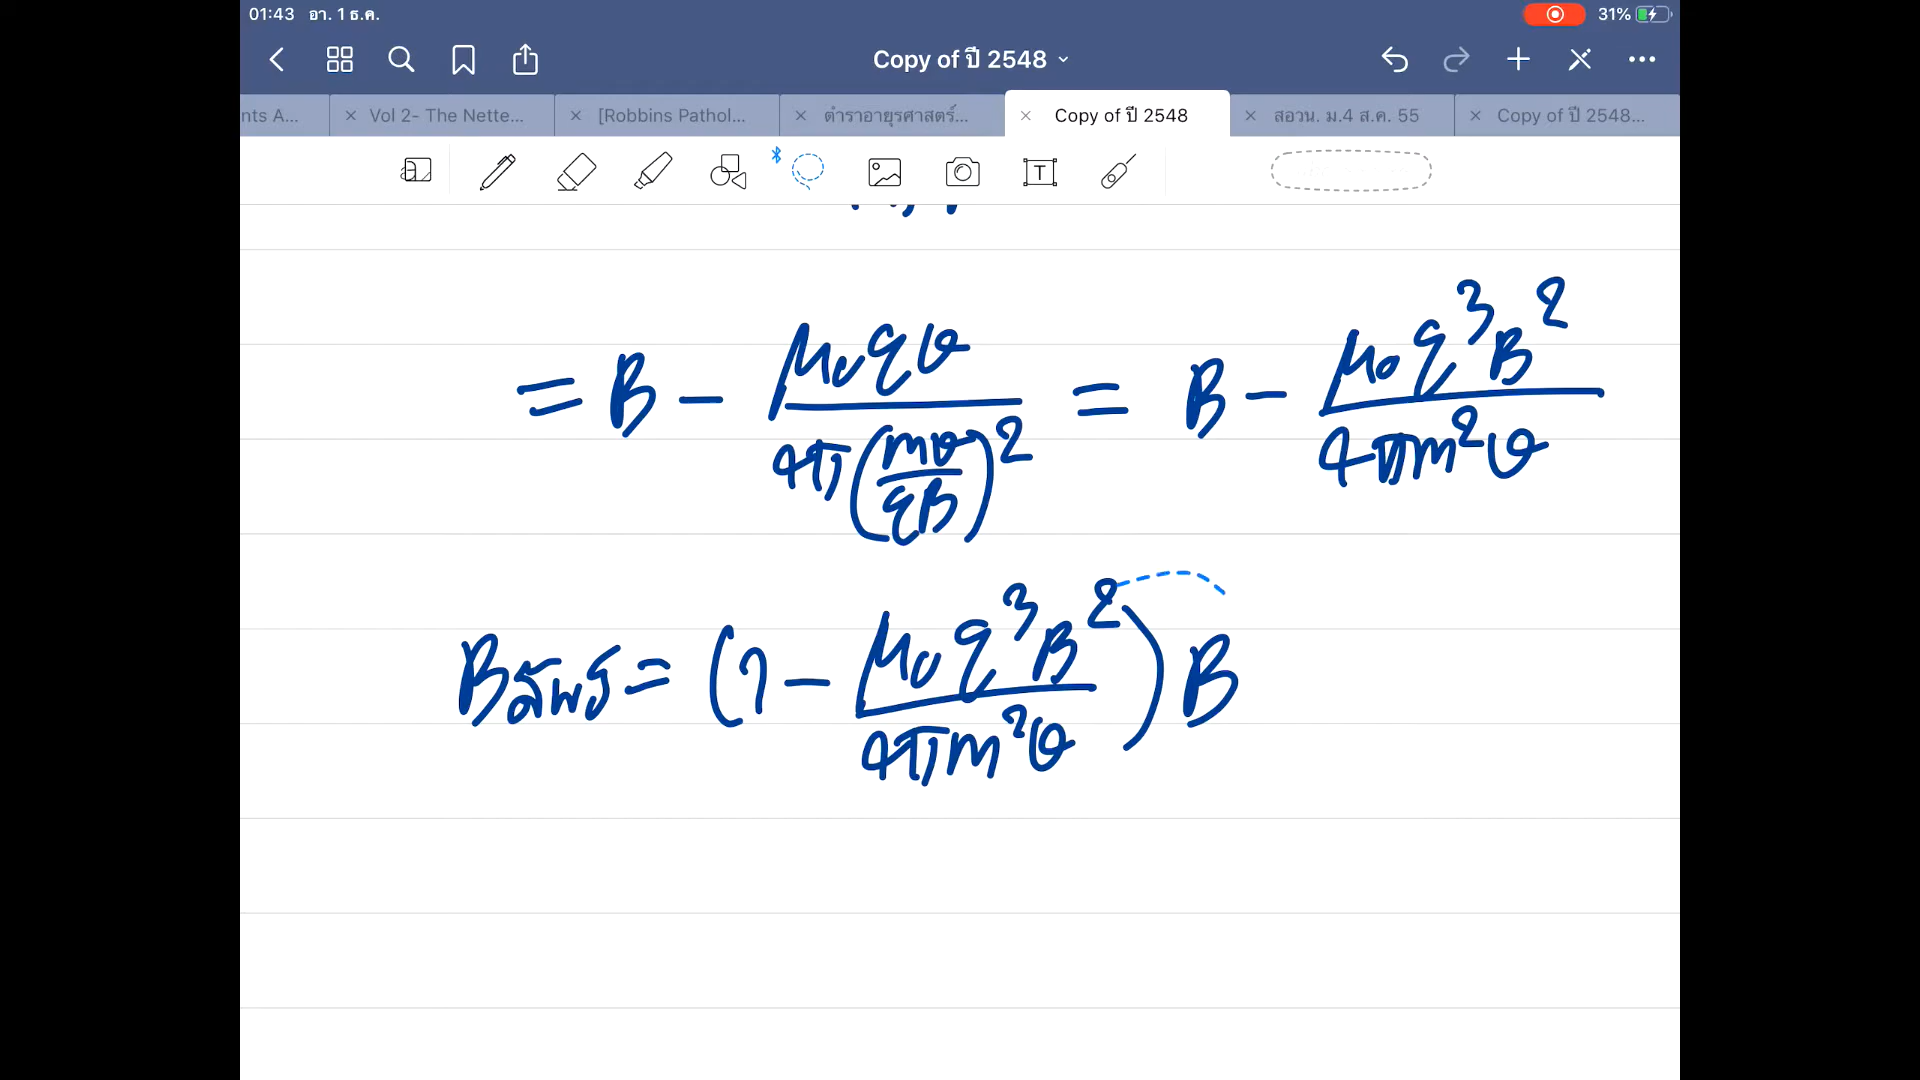 01:43 อา. 1 ธ.ค. 31%
Copy of ปี 2548
nts A... × Vol 2- The Nette... × [Robbins Pathol... × ตำราอายุรศาสตร์... × Copy of ปี 2548 × สอวน. ม.4 ส.ค. 55 × Copy of ปี 2548...
= B - μ₀qv / 4π(mv/qB)² = B - μ₀q³B² / 4πm²v
Bลัพธ์ = (1 - μ₀q³B² / 4πm²v) B